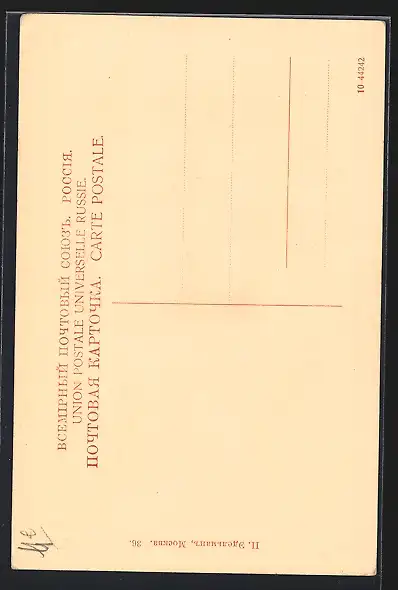 ВСЕМІРНЫЙ ПОЧТОВЫЙ СОЮЗЪ. РОССІЯ.
UNION POSTALE UNIVERSELLE RUSSIE.
ПОЧТОВАЯ КАРТОЧКА. CARTE POSTALE.
10 44242
П. Эдельманъ, Москва. 36.